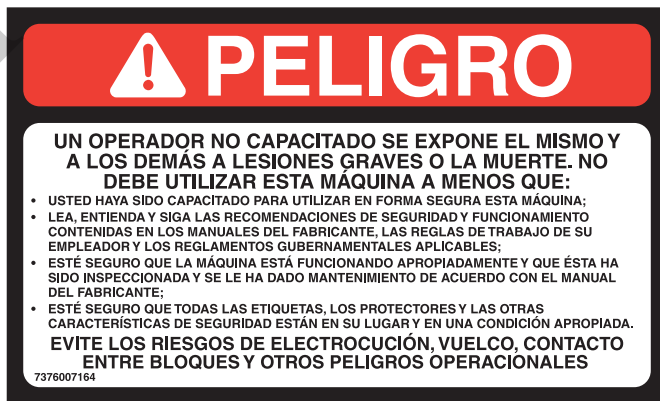 PELIGRO
UN OPERADOR NO CAPACITADO SE EXPONE EL MISMO Y
A LOS DEMÁS A LESIONES GRAVES O LA MUERTE. NO
DEBE UTILIZAR ESTA MÁQUINA A MENOS QUE:
• USTED HAYA SIDO CAPACITADO PARA UTILIZAR EN FORMA SEGURA ESTA MÁQUINA;
• LEA, ENTIENDA Y SIGA LAS RECOMENDACIONES DE SEGURIDAD Y FUNCIONAMIENTO
CONTENIDAS EN LOS MANUALES DEL FABRICANTE, LAS REGLAS DE TRABAJO DE SU
EMPLEADOR Y LOS REGLAMENTOS GUBERNAMENTALES APLICABLES;
• ESTÉ SEGURO QUE LA MÁQUINA ESTÁ FUNCIONANDO APROPIADAMENTE Y QUE ÉSTA HA
SIDO INSPECCIONADA Y SE LE HA DADO MANTENIMIENTO DE ACUERDO CON EL MANUAL
DEL FABRICANTE;
• ESTÉ SEGURO QUE TODAS LAS ETIQUETAS, LOS PROTECTORES Y LAS OTRAS
CARACTERÍSTICAS DE SEGURIDAD ESTÁN EN SU LUGAR Y EN UNA CONDICIÓN APROPIADA.
EVITE LOS RIESGOS DE ELECTROCUCIÓN, VUELCO, CONTACTO
ENTRE BLOQUES Y OTROS PELIGROS OPERACIONALES
7376007164